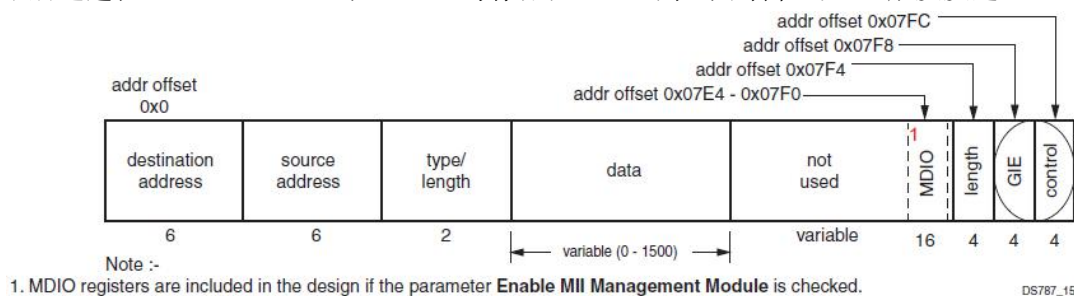 addr offset 0x07FC
addr offset 0x07F8
addr offset 0x07F4
addr offset
0x0
addr offset 0x07E4 - 0x07F0
destination
address
source
address
type/
length
data
not
used
1
MDIO
length
GIE
control
6
6
2
variable (0 - 1500)
variable
16
4
4
4
Note :-
1. MDIO registers are included in the design if the parameter Enable MII Management Module is checked.
DS787_15